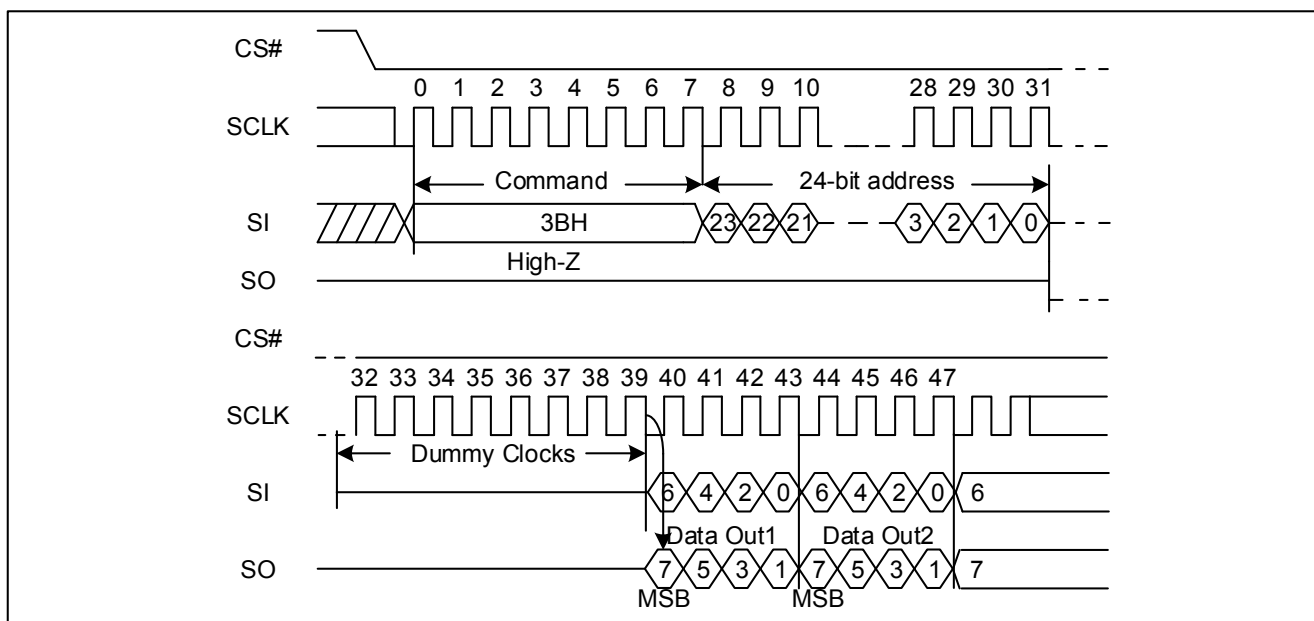 CS#
0 1 2 3 4 5 6 7 8 9 10 28 29 30 31
SCLK
Command 24-bit address
SI 3BH 23 22 21 3 2 1 0
High-Z
SO
CS#
32 33 34 35 36 37 38 39 40 41 42 43 44 45 46 47
SCLK
Dummy Clocks
SI 6 4 2 0 6 4 2 0 6
Data Out1 Data Out2
SO 7 5 3 1 7 5 3 1 7
MSB MSB